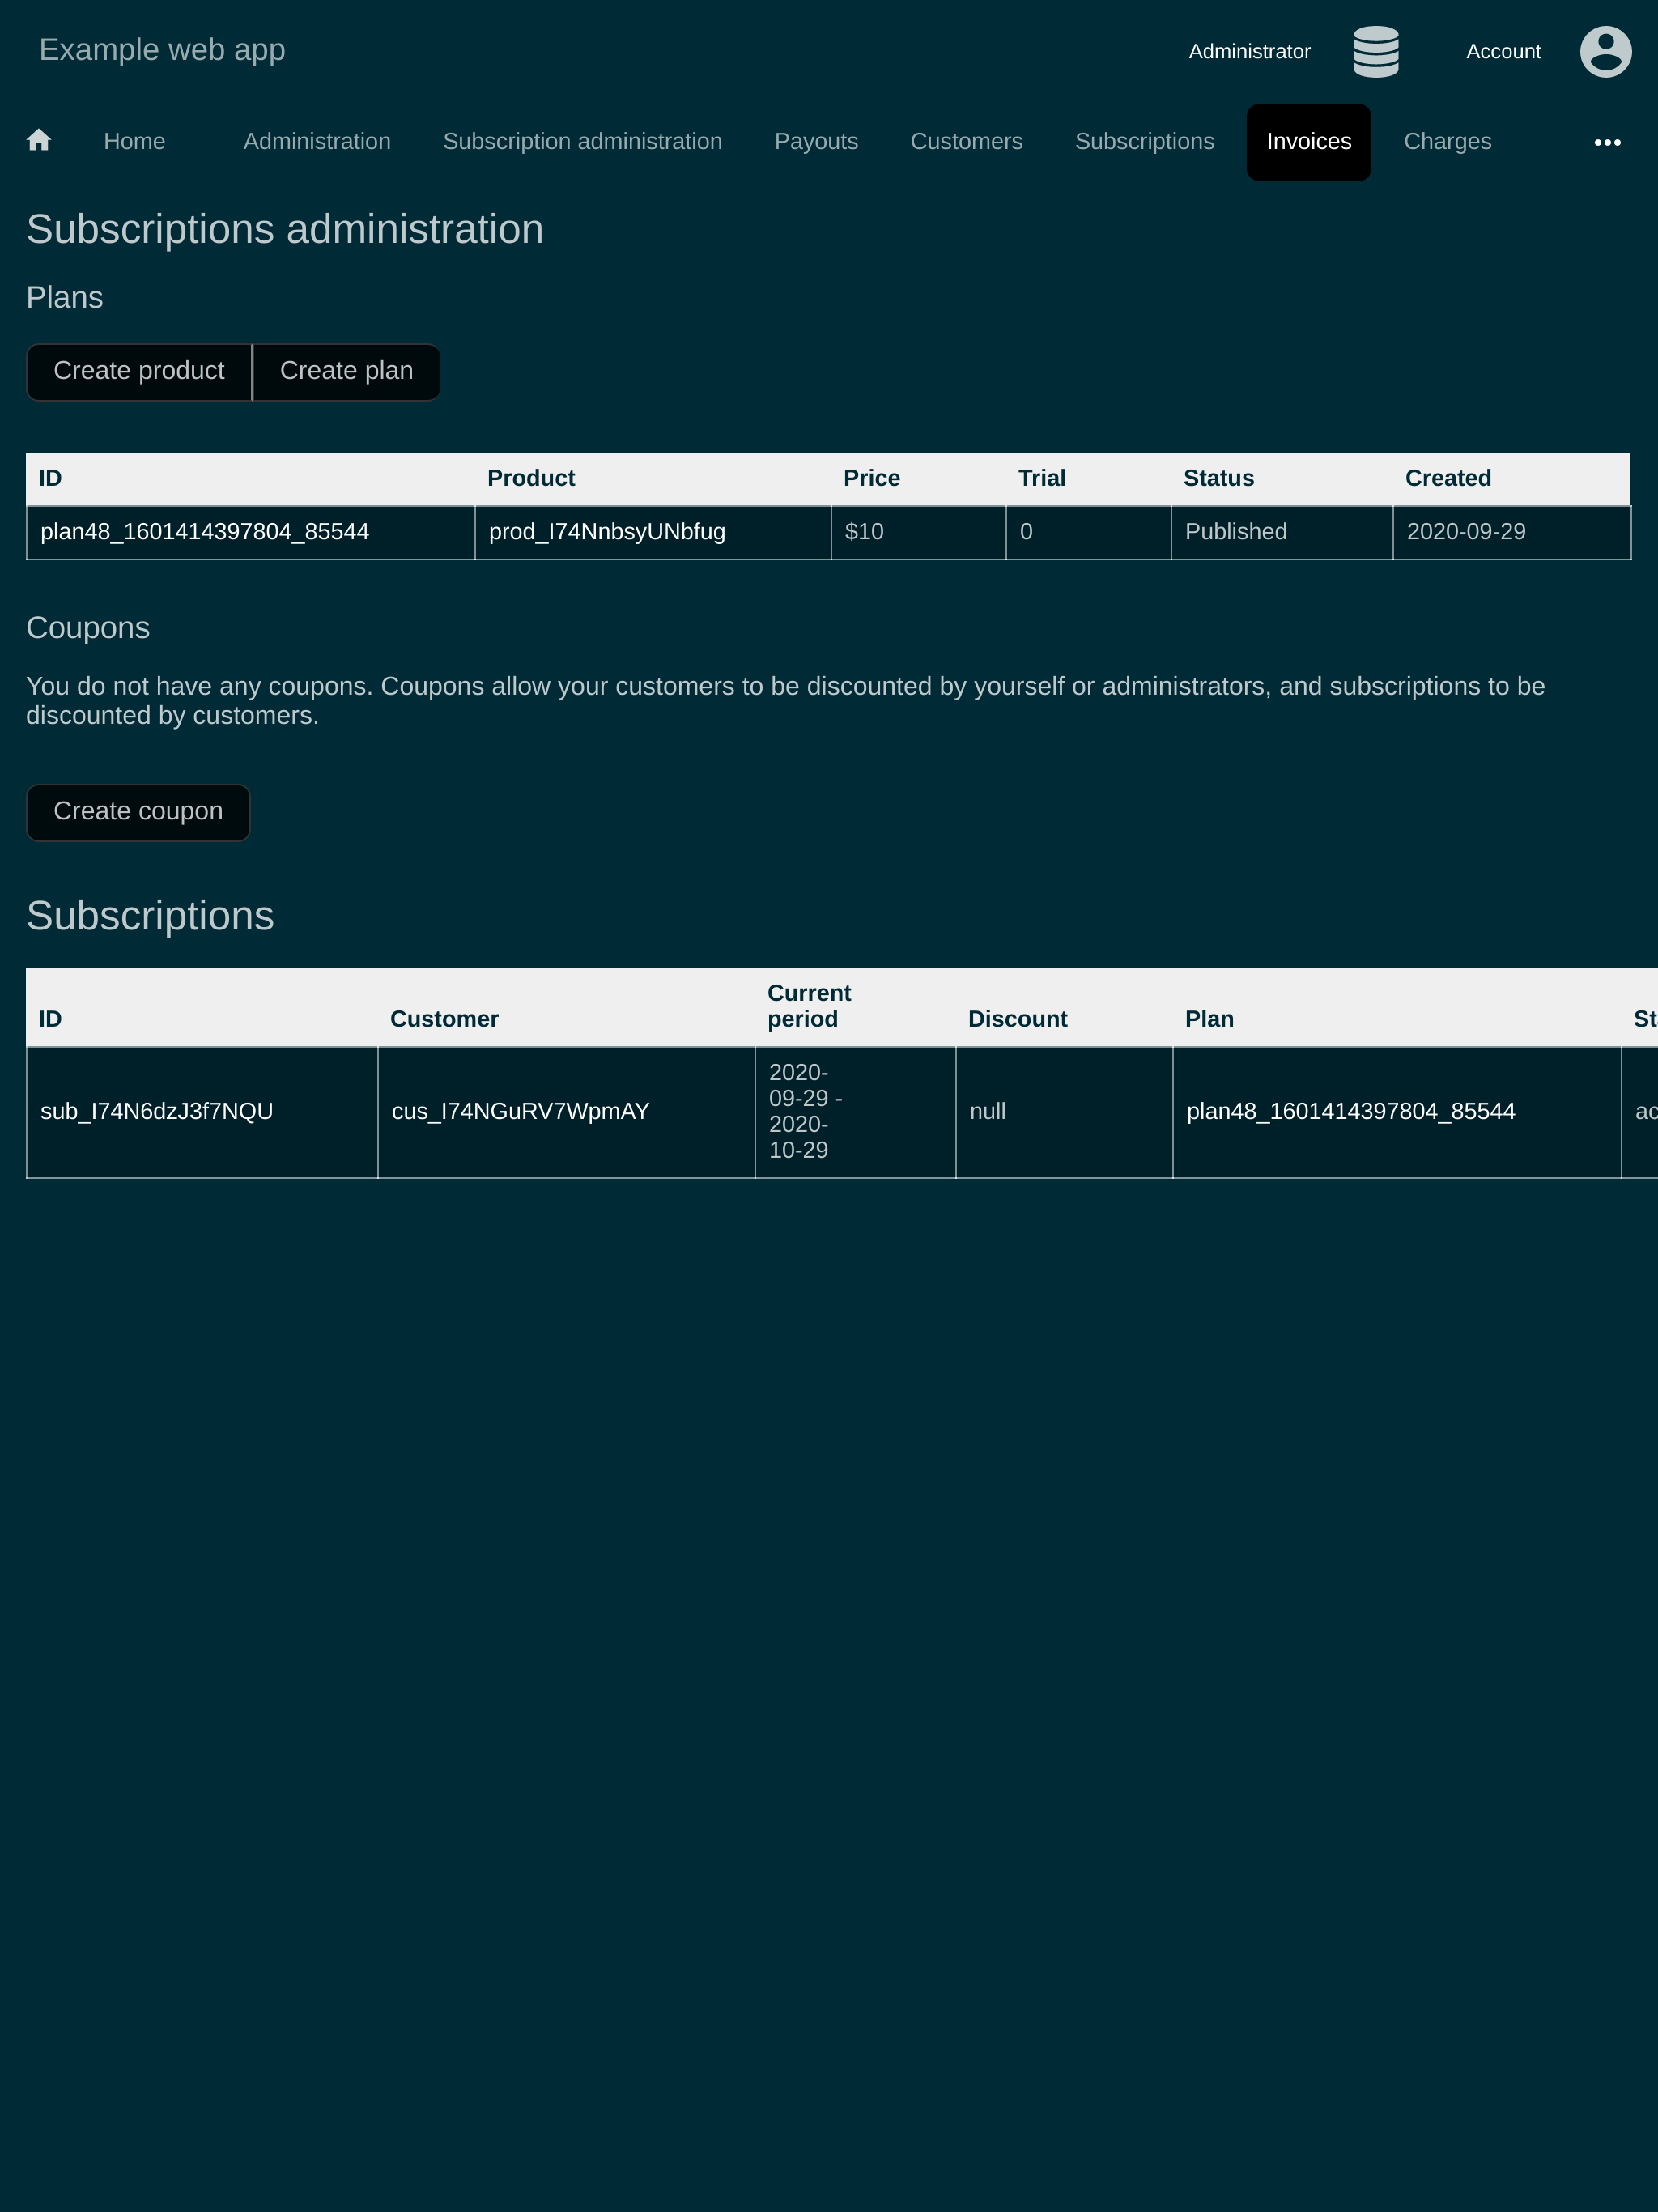 Example web app
Administrator Account
Home Administration Subscription administration Payouts Customers Subscriptions Invoices Charges
Subscriptions administration
Plans
Create product Create plan
ID Product Price Trial Status Created
plan48_1601414397804_85544 prod_I74NnbsyUNbfug $10 0 Published 2020-09-29
Coupons
You do not have any coupons. Coupons allow your customers to be discounted by yourself or administrators, and subscriptions to be
discounted by customers.
Create coupon
Subscriptions
Current
ID Customer period Discount Plan
2020-
09-29 -
sub_I74N6dzJ3f7NQU cus_I74NGuRV7WpmAY null plan48_1601414397804_85544
2020-
10-29